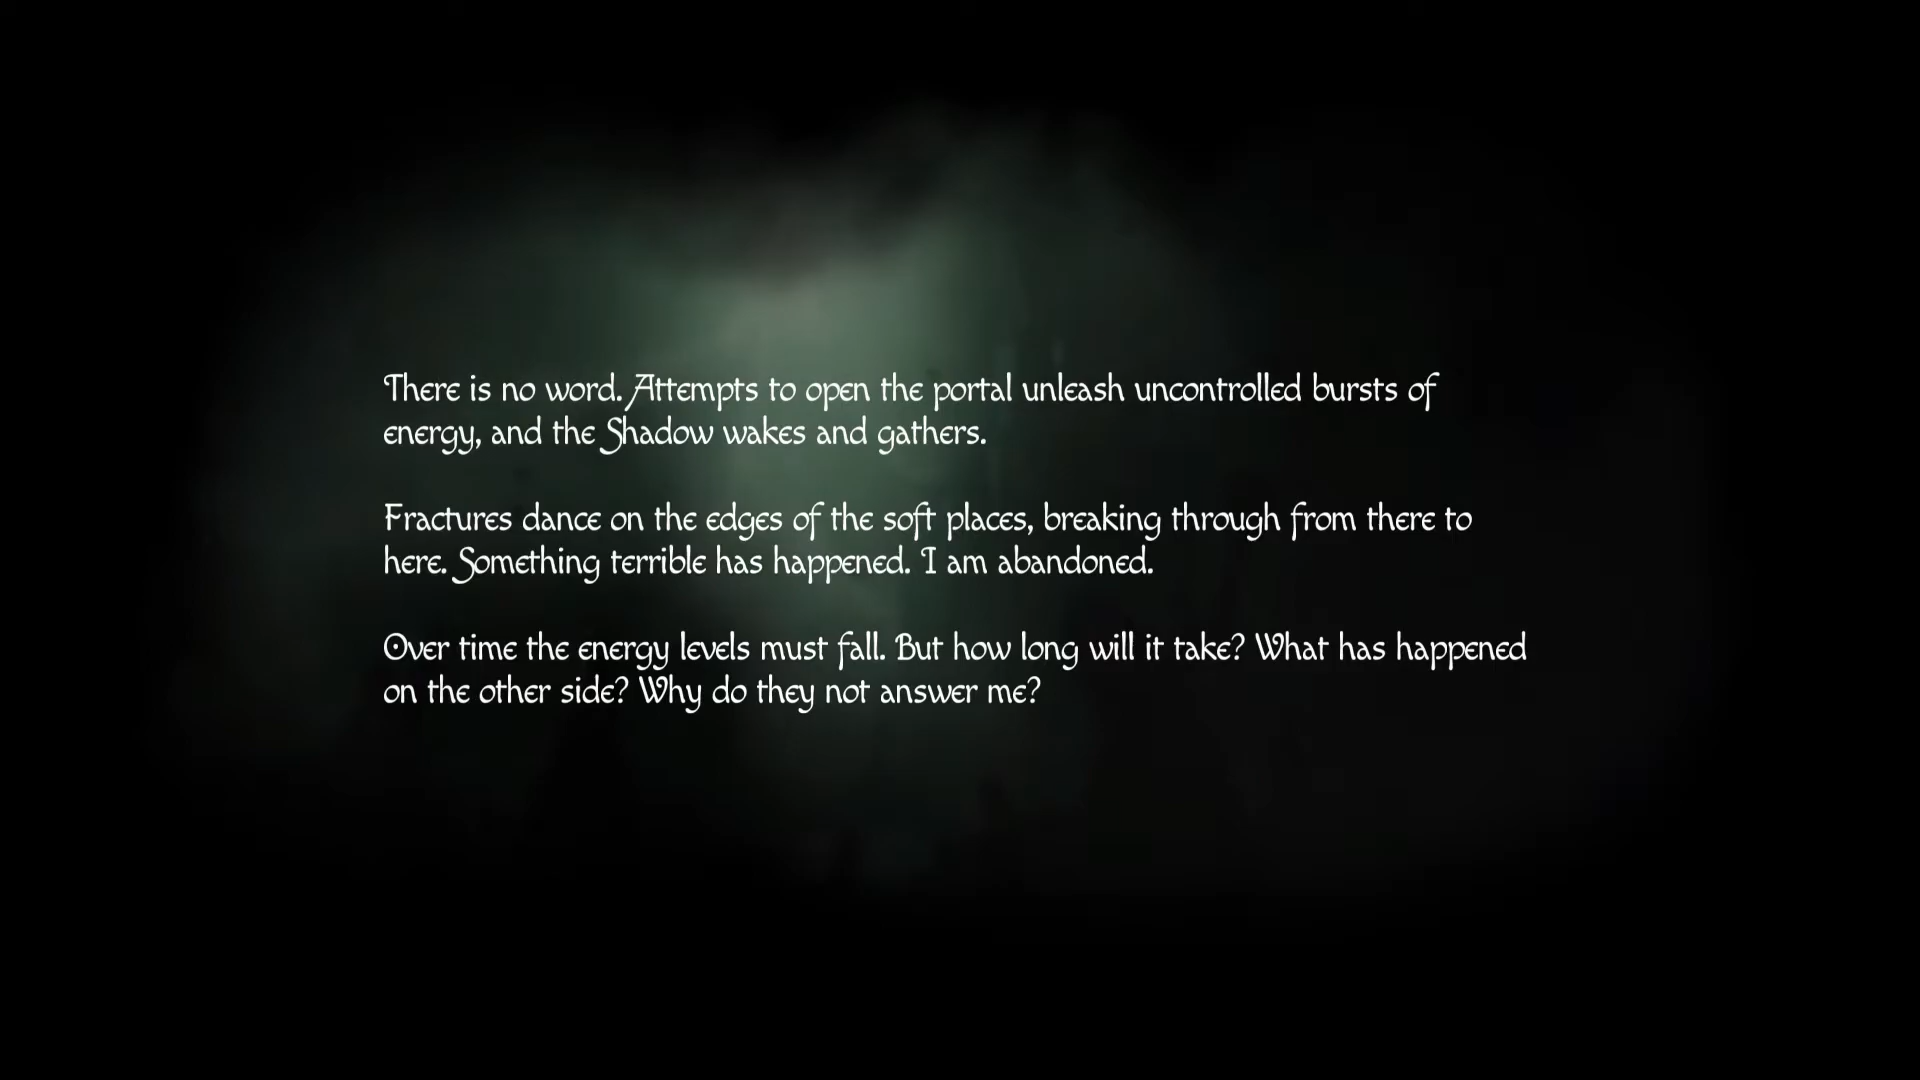 There is no word. Attempts to open the portal unleash uncontrolled bursts of
energy, and the Shadow wakes and gathers.
Fractures dance on the edges of the soft places, breaking through from there to
here. Something terrible has happened. I am abandoned.
Over time the energy levels must fall. But how long will it take? What has happened
on the other side? Why do they not answer me?